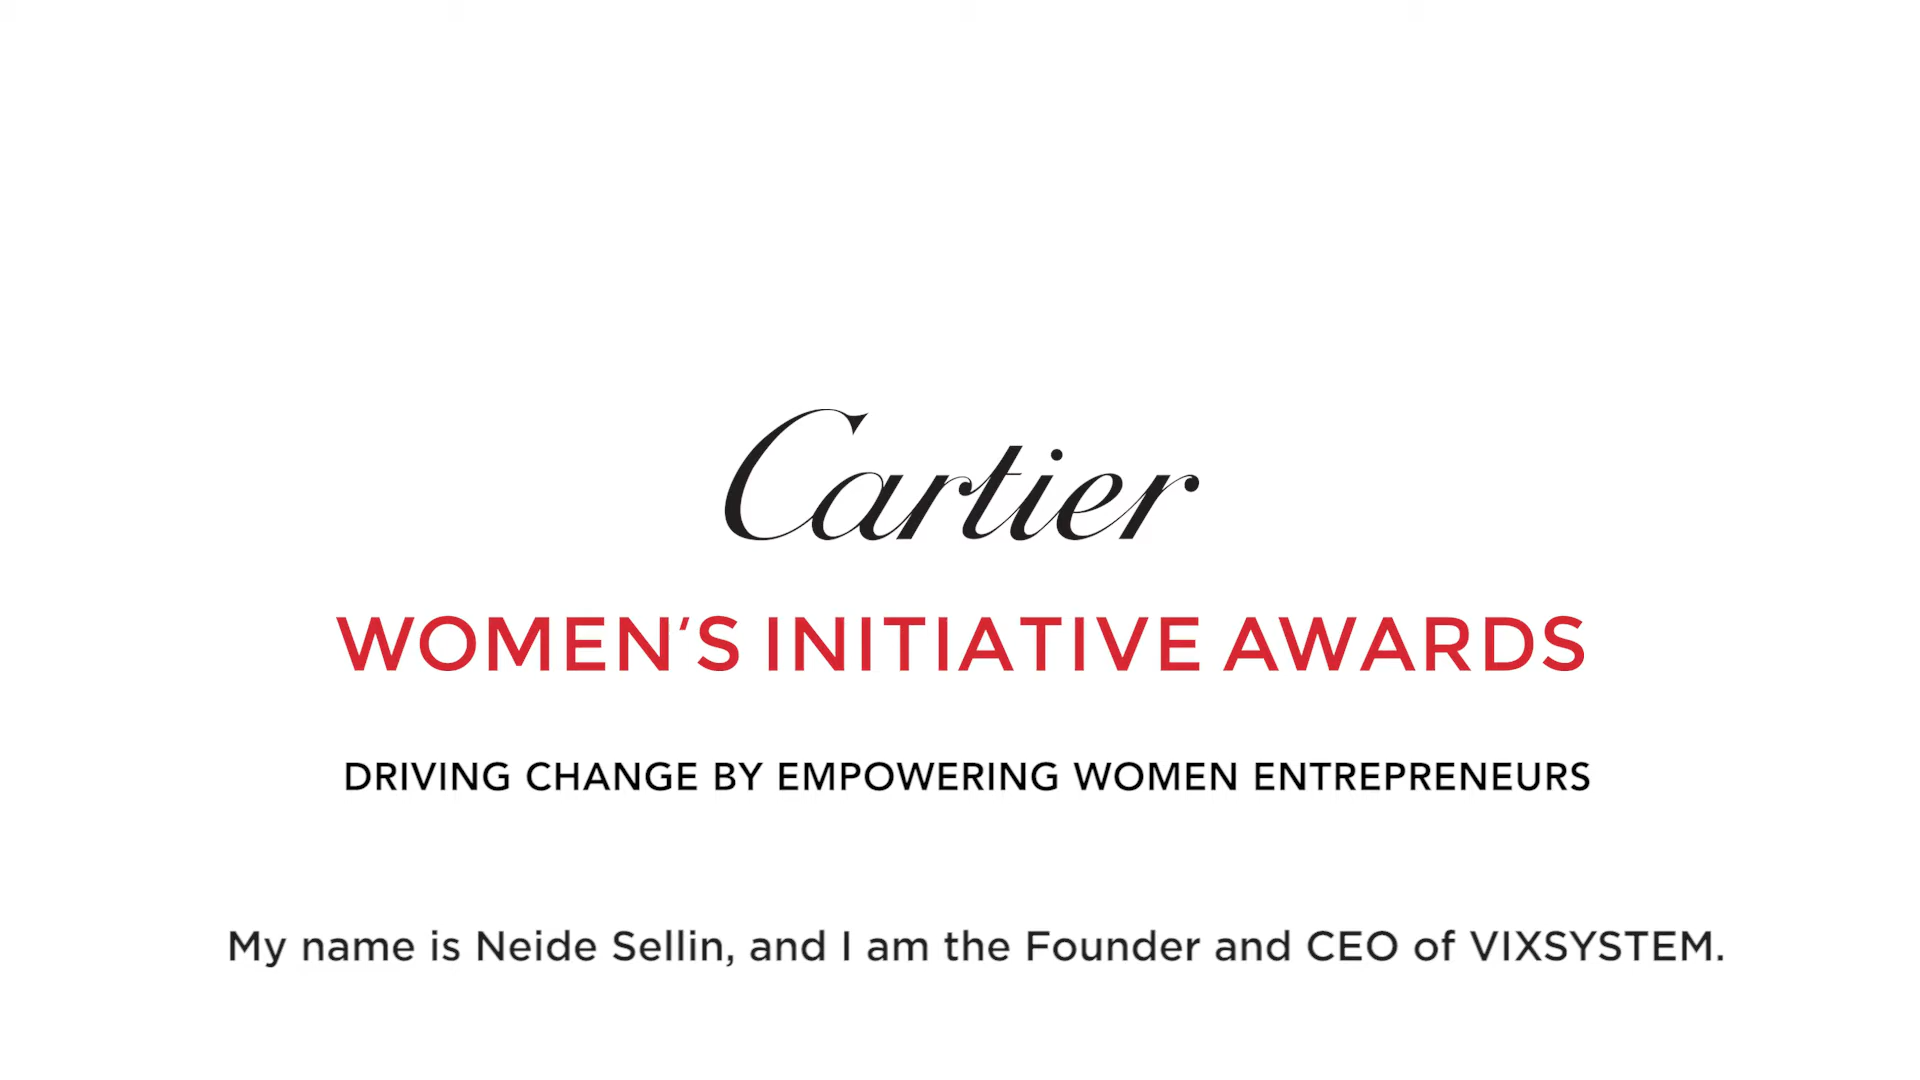 Cartier
WOMEN'S INITIATIVE AWARDS
DRIVING CHANGE BY EMPOWERING WOMEN ENTREPRENEURS
My name is Neide Sellin, and I am the Founder and CEO of VIXSYSTEM.